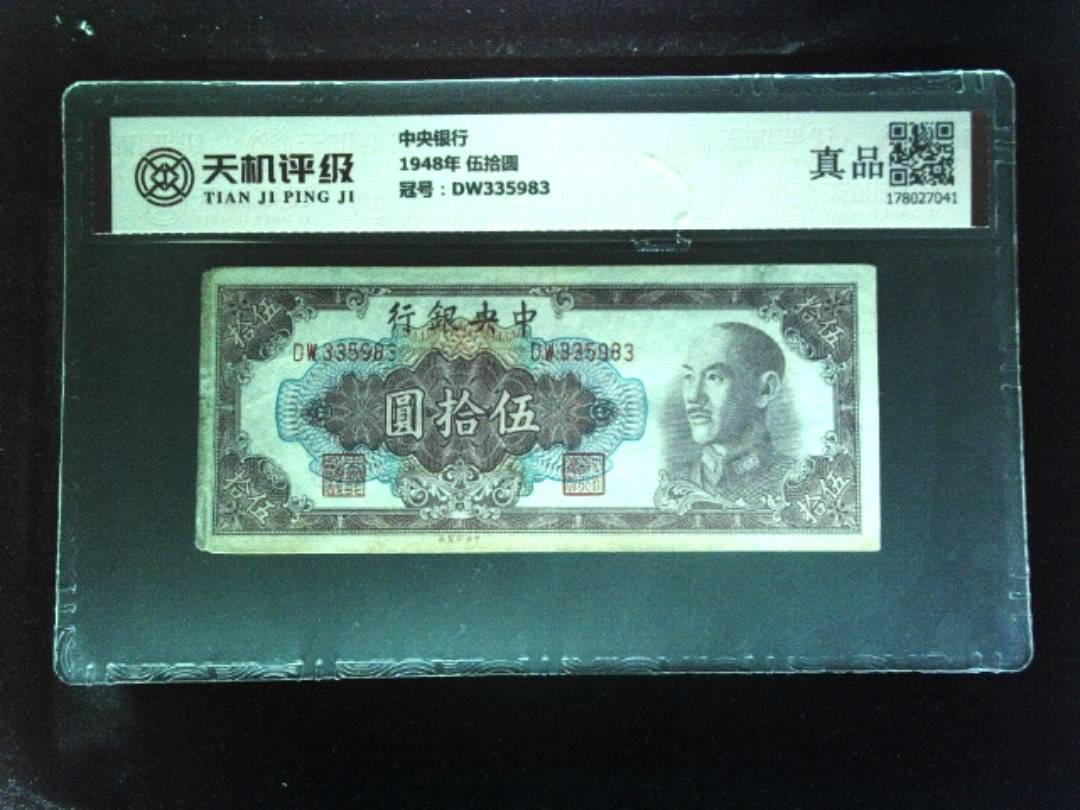 天机评级
TIAN JI PING JI
中央银行
1948年 伍拾圆
冠号：DW335983
真品
178027041
行銀央中
拾伍
拾伍
DW335983
DW335983
圓拾伍
拾伍
拾伍